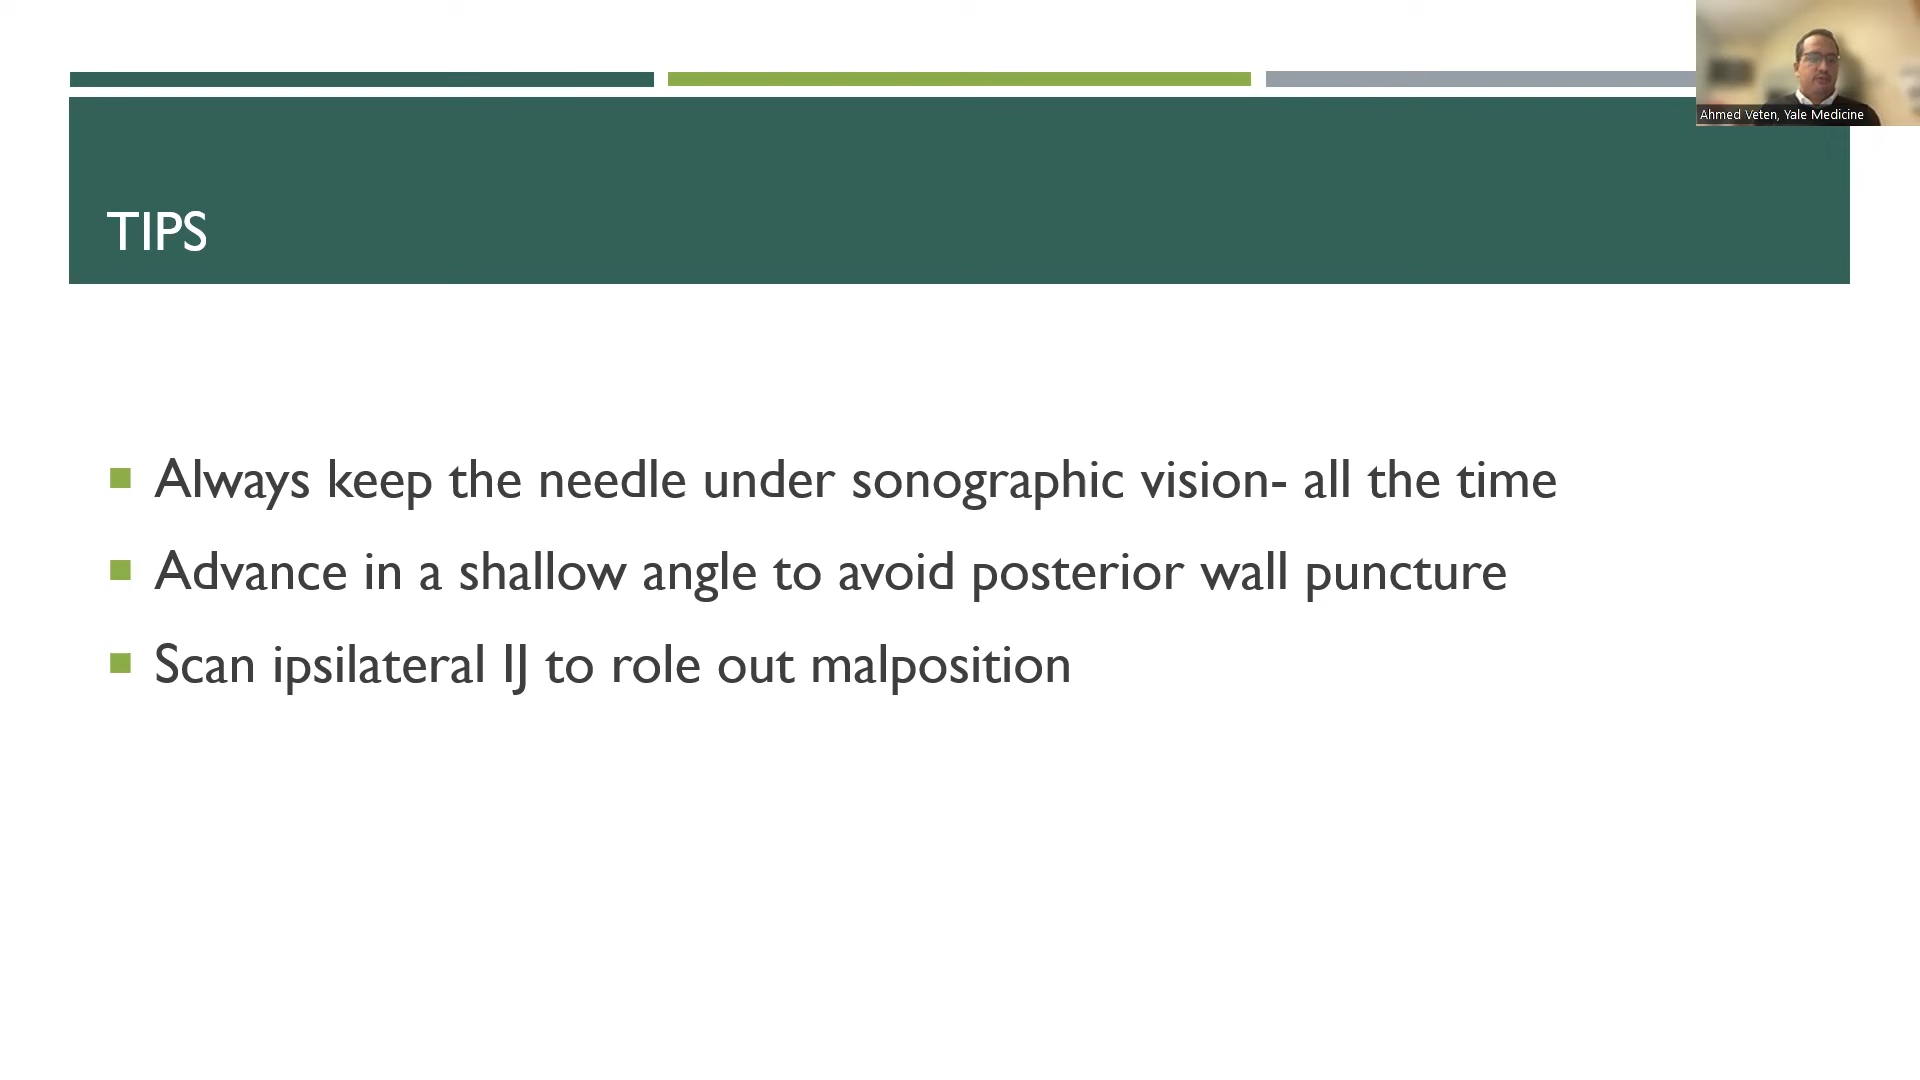 Ahmed Veten, Yale Medicine
TIPS
Always keep the needle under sonographic vision- all the time
Advance in a shallow angle to avoid posterior wall puncture
Scan ipsilateral IJ to role out malposition